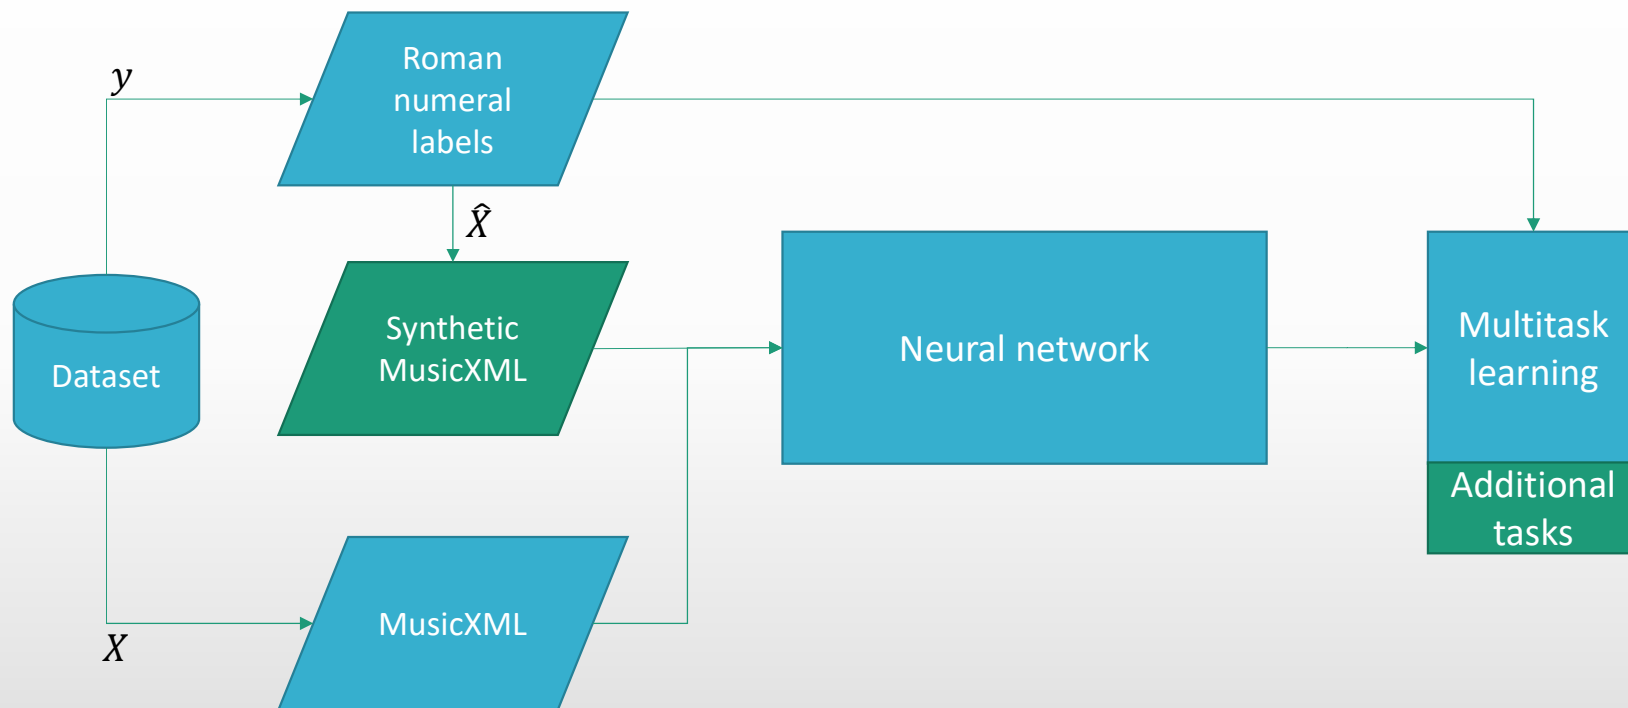 y
Roman
numeral
labels
X̂
Synthetic
MusicXML
Dataset
Neural network
Multitask
learning
Additional
tasks
MusicXML
X